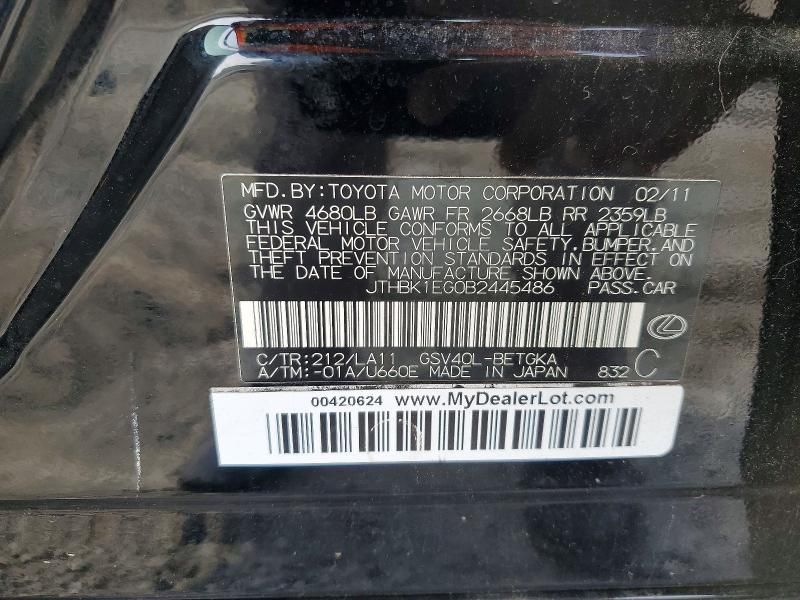 MFD.BY:TOYOTA MOTOR CORPORATION 02/11
GVWR 4680LB GAWR FR 2668LB RR 2359LB
THIS VEHICLE CONFORMS TO ALL APPLICABLE
FEDERAL MOTOR VEHICLE SAFETY,BUMPER,AND
THEFT PREVENTION STANDARDS IN EFFECT ON
THE DATE OF MANUFACTURE SHOWN ABOVE.
JTHBK1EG0B2445486 PASS.CAR
C/TR:212/LA11 GSV40L-BETGKA
A/TM:-01A/U660E MADE IN JAPAN 832 C
00420624 www.MyDealerLot.com